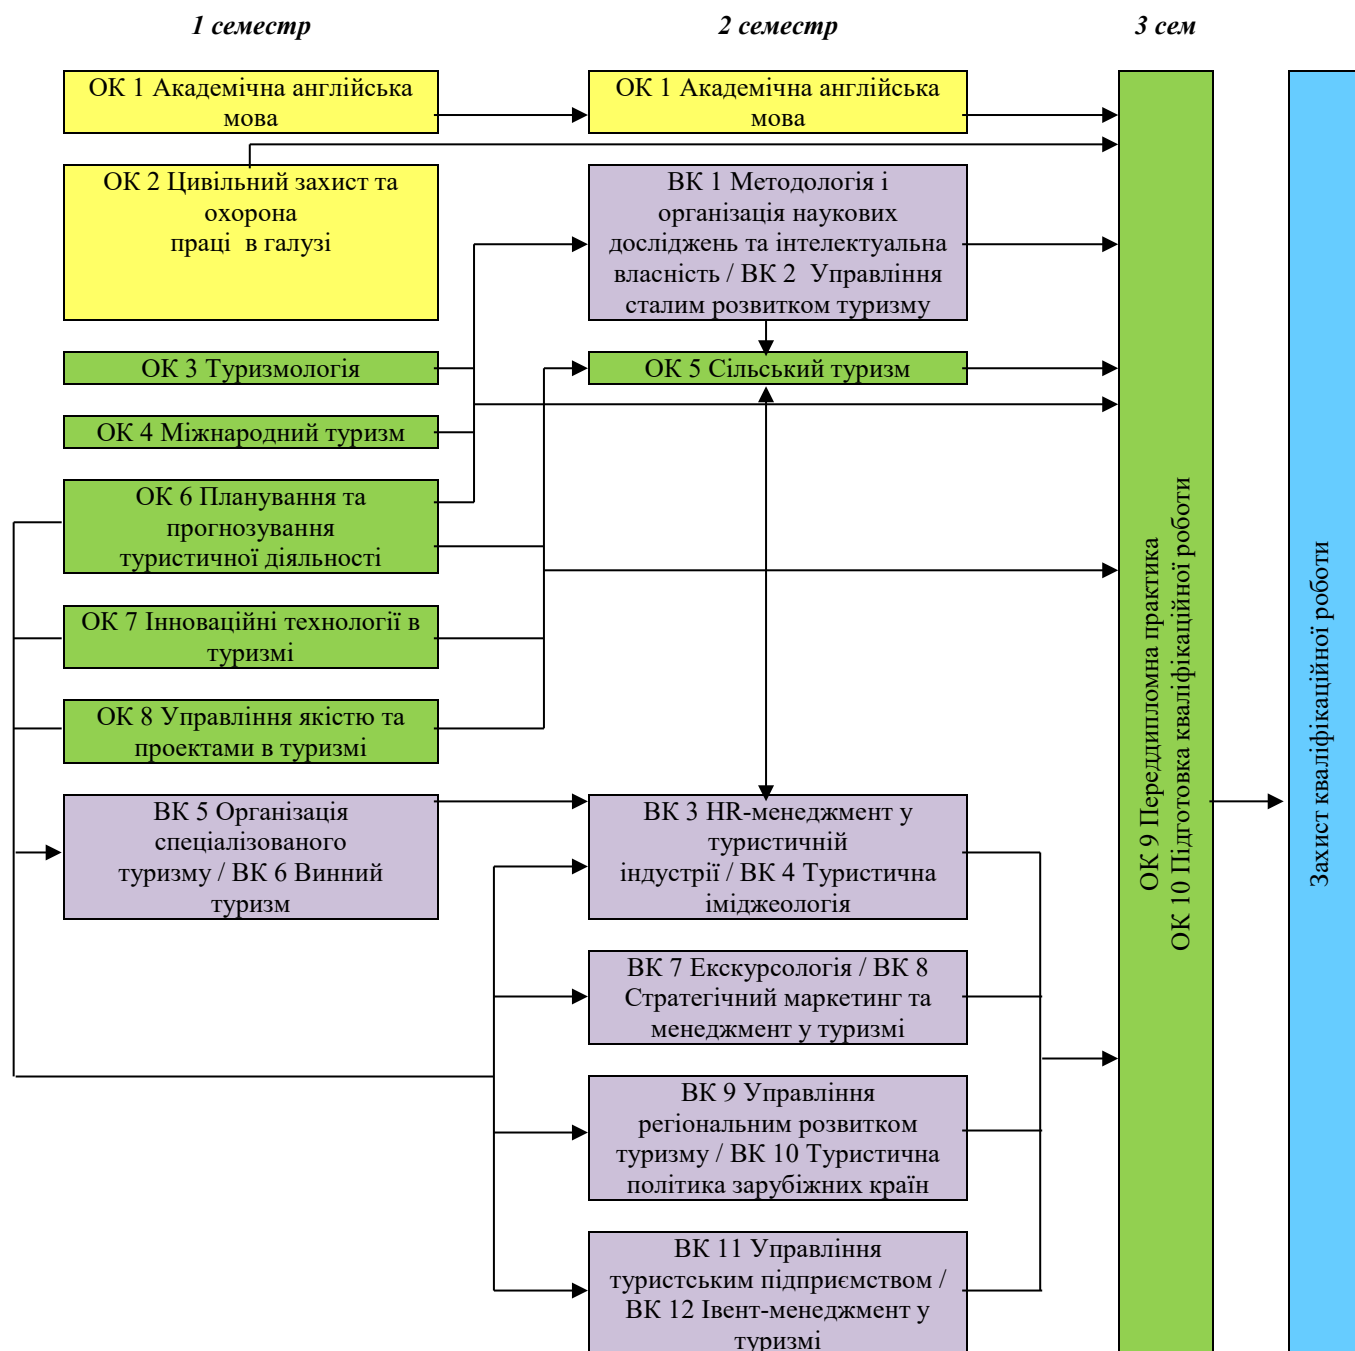 1 семестр
2 семестр
3 сем
ОК 1 Академічна англійська
мова
ОК 1 Академічна англійська
мова
ОК 2 Цивільний захист та
охорона
праці в галузі
ВК 1 Методологія і
організація наукових
досліджень та інтелектуальна
власність / ВК 2 Управління
сталим розвитком туризму
ОК 3 Туризмологія
ОК 5 Сільський туризм
ОК 4 Міжнародний туризм
ОК 6 Планування та
прогнозування
туристичної діяльності
ОК 7 Інноваційні технології в
туризмі
ОК 8 Управління якістю та
проектами в туризмі
ВК 5 Організація
спеціалізованого
туризму / ВК 6 Винний
туризм
ВК 3 HR-менеджмент у
туристичній
індустрії / ВК 4 Туристична
іміджеологія
ВК 7 Екскурсологія / ВК 8
Стратегічний маркетинг та
менеджмент у туризмі
ВК 9 Управління
регіональним розвитком
туризму / ВК 10 Туристична
політика зарубіжних країн
ВК 11 Управління
туристським підприємством /
ВК 12 Івент-менеджмент у
туризмі
ОК 9 Переддипломна практика
ОК 10 Підготовка кваліфікаційної роботи
Захист кваліфікаційної роботи